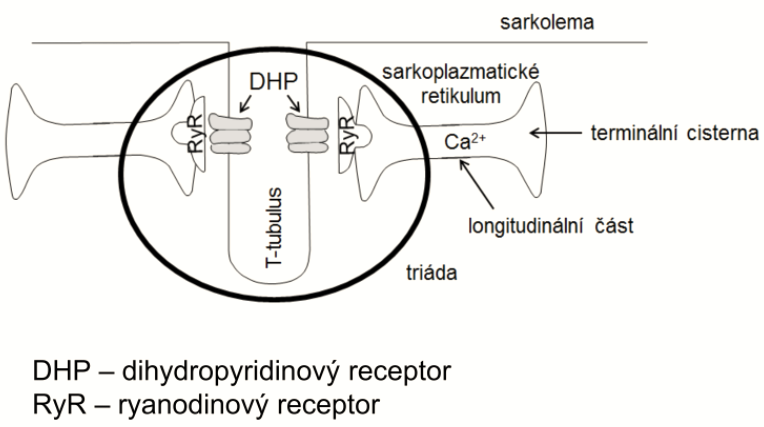 sarkolema
DHP
sarkoplazmatické
retikulum
RyR
RyR
Ca²⁺
terminální cisterna
T-tubulus
longitudinální část
triáda
DHP – dihydropyridinový receptor
RyR – ryanodinový receptor